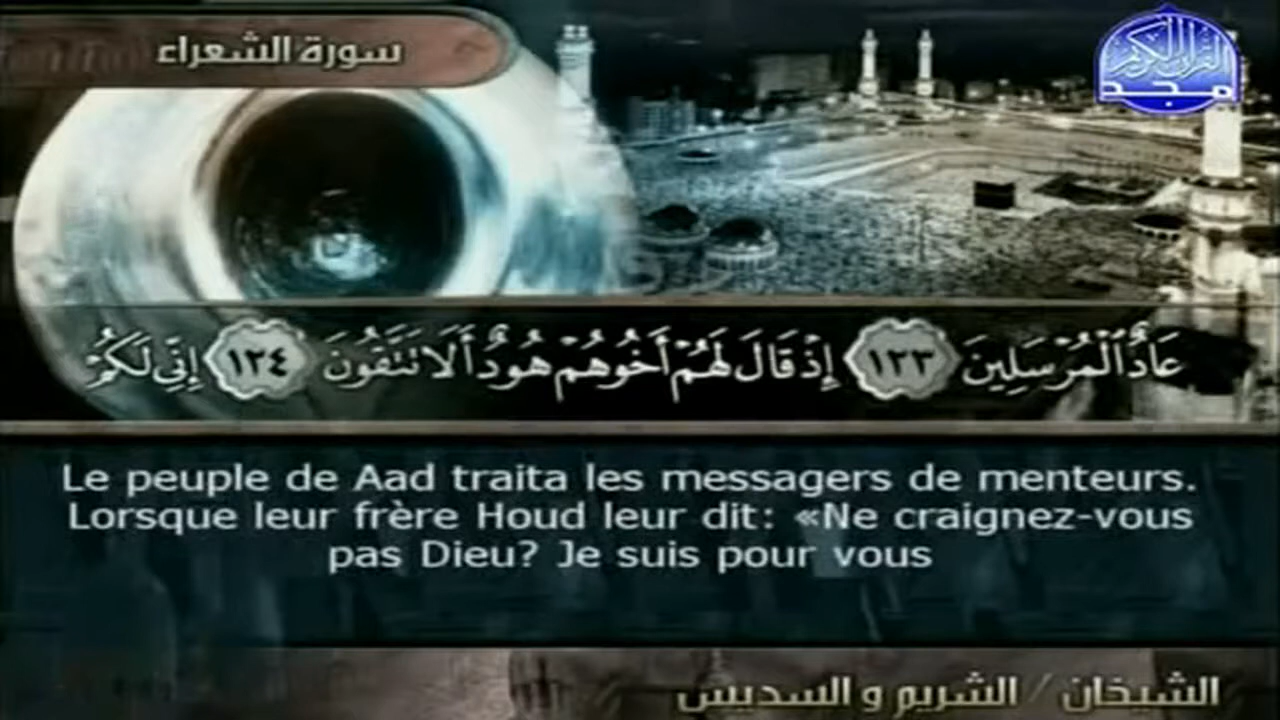 سورة الشعراء
القرآن الكريم
مجد
عَادٌ ٱلْمُرْسَلِينَ ١٢٣ إِذْ قَالَ لَهُمْ أَخُوهُمْ هُودٌ أَلَا تَتَّقُونَ ١٢٤ إِنِّي لَكُمْ
Le peuple de Aad traita les messagers de menteurs.
Lorsque leur frère Houd leur dit: «Ne craignez-vous
pas Dieu? Je suis pour vous
الشيخان / الشريم و السديس